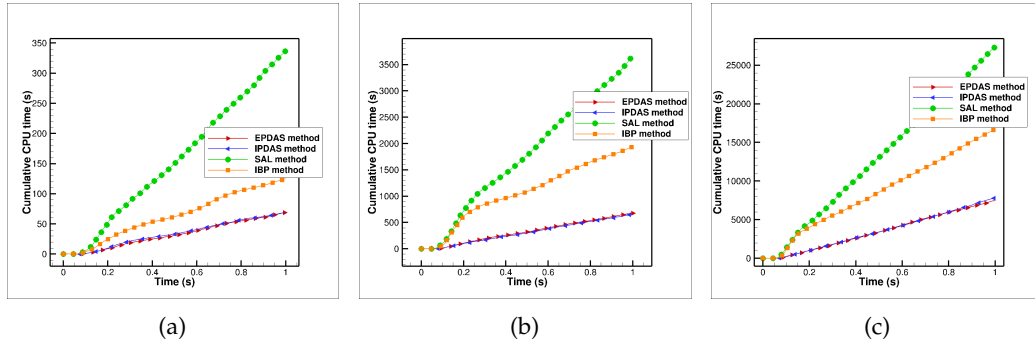 350
300
250
200
150
100
50
0
Cumulative CPU time (s)
EPDAS method
IPDAS method
SAL method
IBP method
0 0.2 0.4 0.6 0.8 1
Time (s)
(a)
3500
3000
2500
2000
1500
1000
500
0
Cumulative CPU time (s)
EPDAS method
IPDAS method
SAL method
IBP method
0 0.2 0.4 0.6 0.8 1
Time (s)
(b)
25000
20000
15000
10000
5000
0
Cumulative CPU time (s)
EPDAS method
IPDAS method
SAL method
IBP method
0 0.2 0.4 0.6 0.8 1
Time (s)
(c)